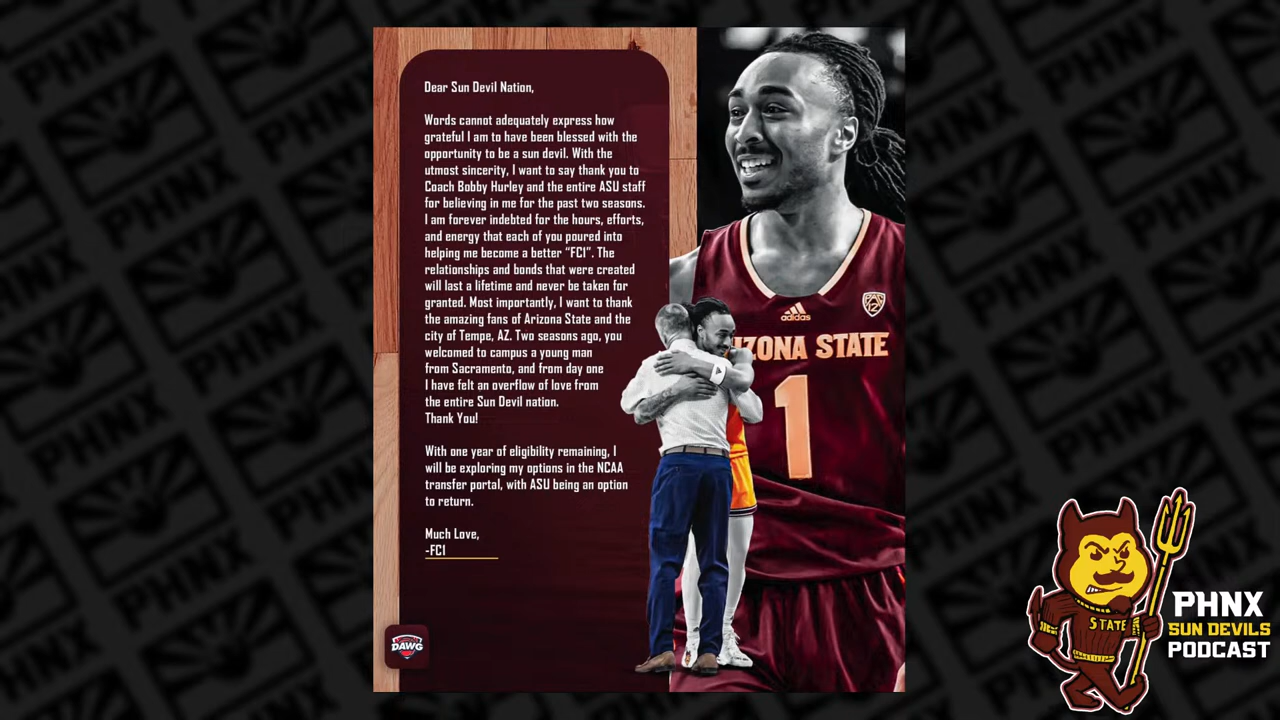 Dear Sun Devil Nation,
Words cannot adequately express how
grateful I am to have been blessed with the
opportunity to be a sun devil. With the
utmost sincerity, I want to say thank you to
Coach Bobby Hurley and the entire ASU staff
for believing in me for the past two seasons.
I am forever indebted for the hours, efforts,
and energy that each of you poured into
helping me become a better “FC1”. The
relationships and bonds that were created
will last a lifetime and never be taken for
granted. Most importantly, I want to thank
the amazing fans of Arizona State and the
city of Tempe, AZ. Two seasons ago, you
welcomed to campus a young man
from Sacramento, and from day one
I have felt an overflow of love from
the entire Sun Devil nation.
Thank You!
With one year of eligibility remaining, I
will be exploring my options in the NCAA
transfer portal, with ASU being an option
to return.
Much Love,
-FC1
DAWG
adidas
PAC
12
IZONA STATE
1
STATE
PHNX
SUN DEVILS
PODCAST
PHNX
PHNX
PHNX
PHNX